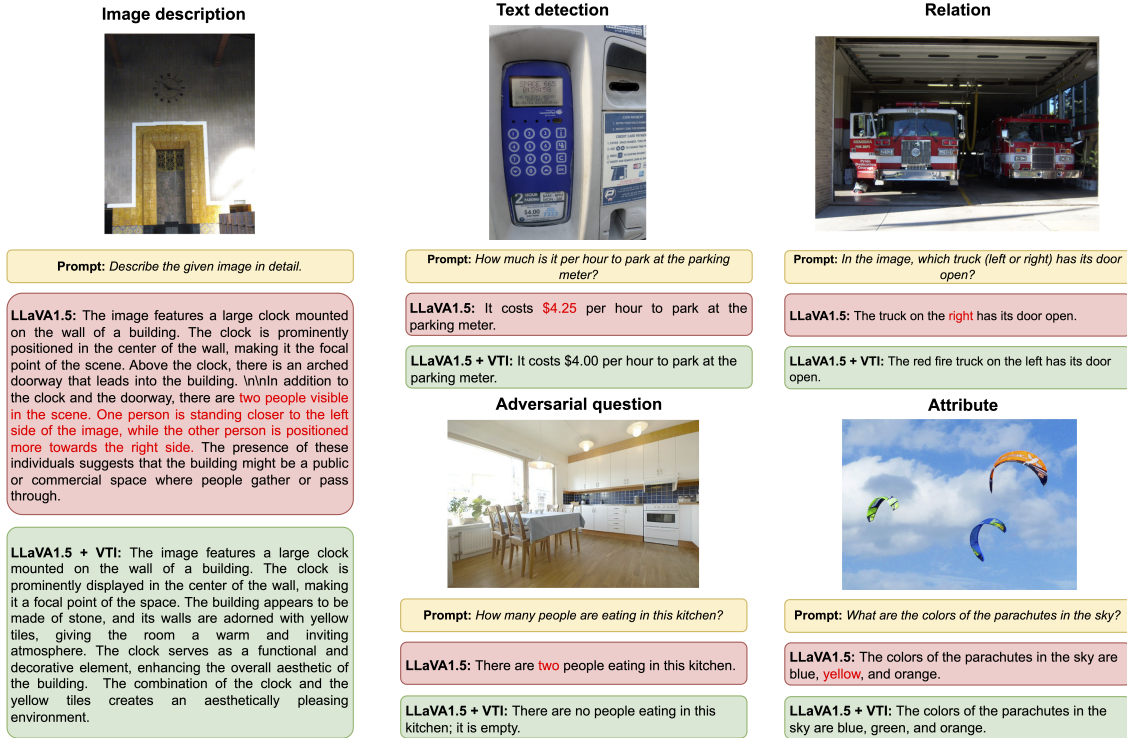 Image description
Prompt: Describe the given image in detail.
LLaVA1.5: The image features a large clock mounted
on the wall of a building. The clock is prominently
positioned in the center of the wall, making it the focal
point of the scene. Above the clock, there is an arched
doorway that leads into the building. \n\nIn addition to
the clock and the doorway, there are two people visible
in the scene. One person is standing closer to the left
side of the image, while the other person is positioned
more towards the right side. The presence of these
individuals suggests that the building might be a public
or commercial space where people gather or pass
through.
LLaVA1.5 + VTI: The image features a large clock
mounted on the wall of a building. The clock is
prominently displayed in the center of the wall, making
it a focal point of the space. The building appears to be
made of stone, and its walls are adorned with yellow
tiles, giving the room a warm and inviting
atmosphere. The clock serves as a functional and
decorative element, enhancing the overall aesthetic of
the building. The combination of the clock and the
yellow tiles creates an aesthetically pleasing
environment.
Text detection
2 HOUR
PARKING
$4.00
Prompt: How much is it per hour to park at the parking
meter?
LLaVA1.5: It costs $4.25 per hour to park at the
parking meter.
LLaVA1.5 + VTI: It costs $4.00 per hour to park at the
parking meter.
Relation
Prompt: In the image, which truck (left or right) has its door
open?
LLaVA1.5: The truck on the right has its door open.
LLaVA1.5 + VTI: The red fire truck on the left has its door
open.
Adversarial question
Prompt: How many people are eating in this kitchen?
LLaVA1.5: There are two people eating in this kitchen.
LLaVA1.5 + VTI: There are no people eating in this
kitchen; it is empty.
Attribute
Prompt: What are the colors of the parachutes in the sky?
LLaVA1.5: The colors of the parachutes in the sky are
blue, yellow, and orange.
LLaVA1.5 + VTI: The colors of the parachutes in the
sky are blue, green, and orange.